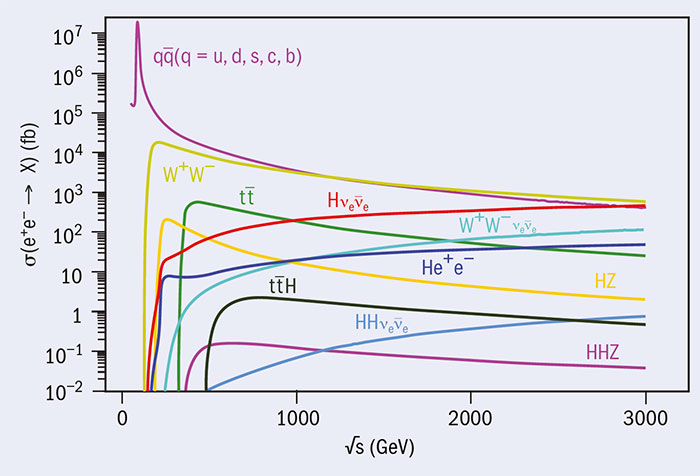 10⁷
10⁶
10⁵
10⁴
10³
10²
10
1
10⁻¹
10⁻²
σ(e⁺e⁻ → X) (fb)
qq̅(q = u, d, s, c, b)
W⁺W⁻
tt̅
Hνₑν̅ₑ
W⁺W⁻νₑν̅ₑ
He⁺e⁻
HZ
tt̅H
HHνₑν̅ₑ
HHZ
0 1000 2000 3000
√s (GeV)